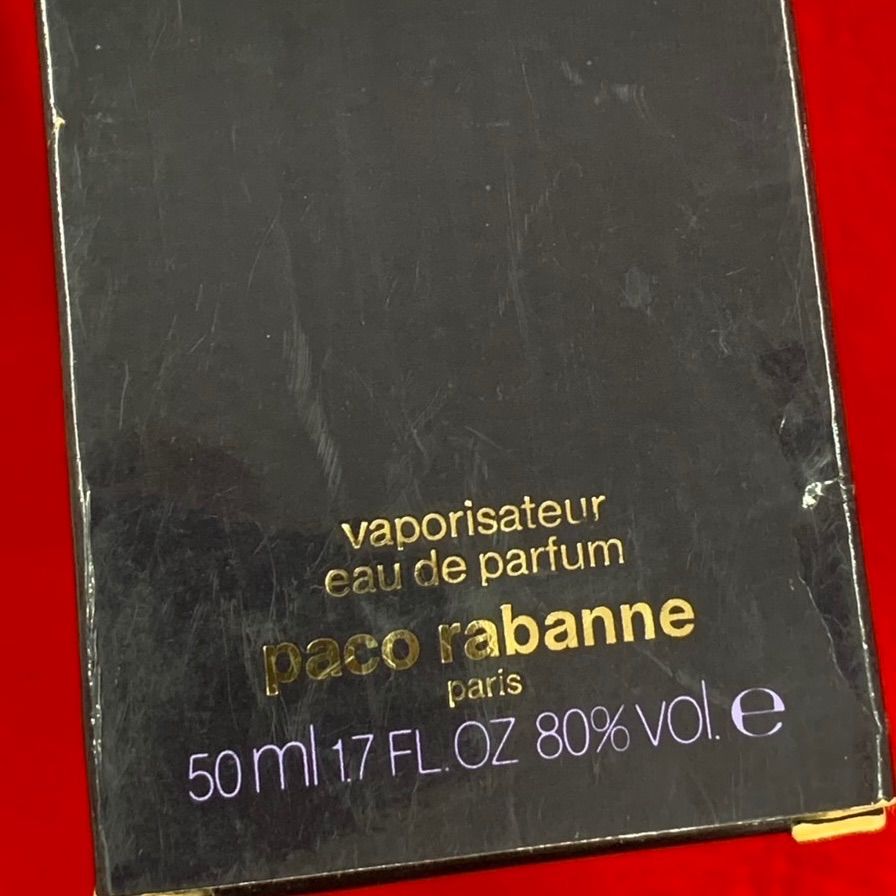 vaporisateur
eau de parfum
paco rabanne
paris
50 ml 1.7 FL. OZ 80% vol. e